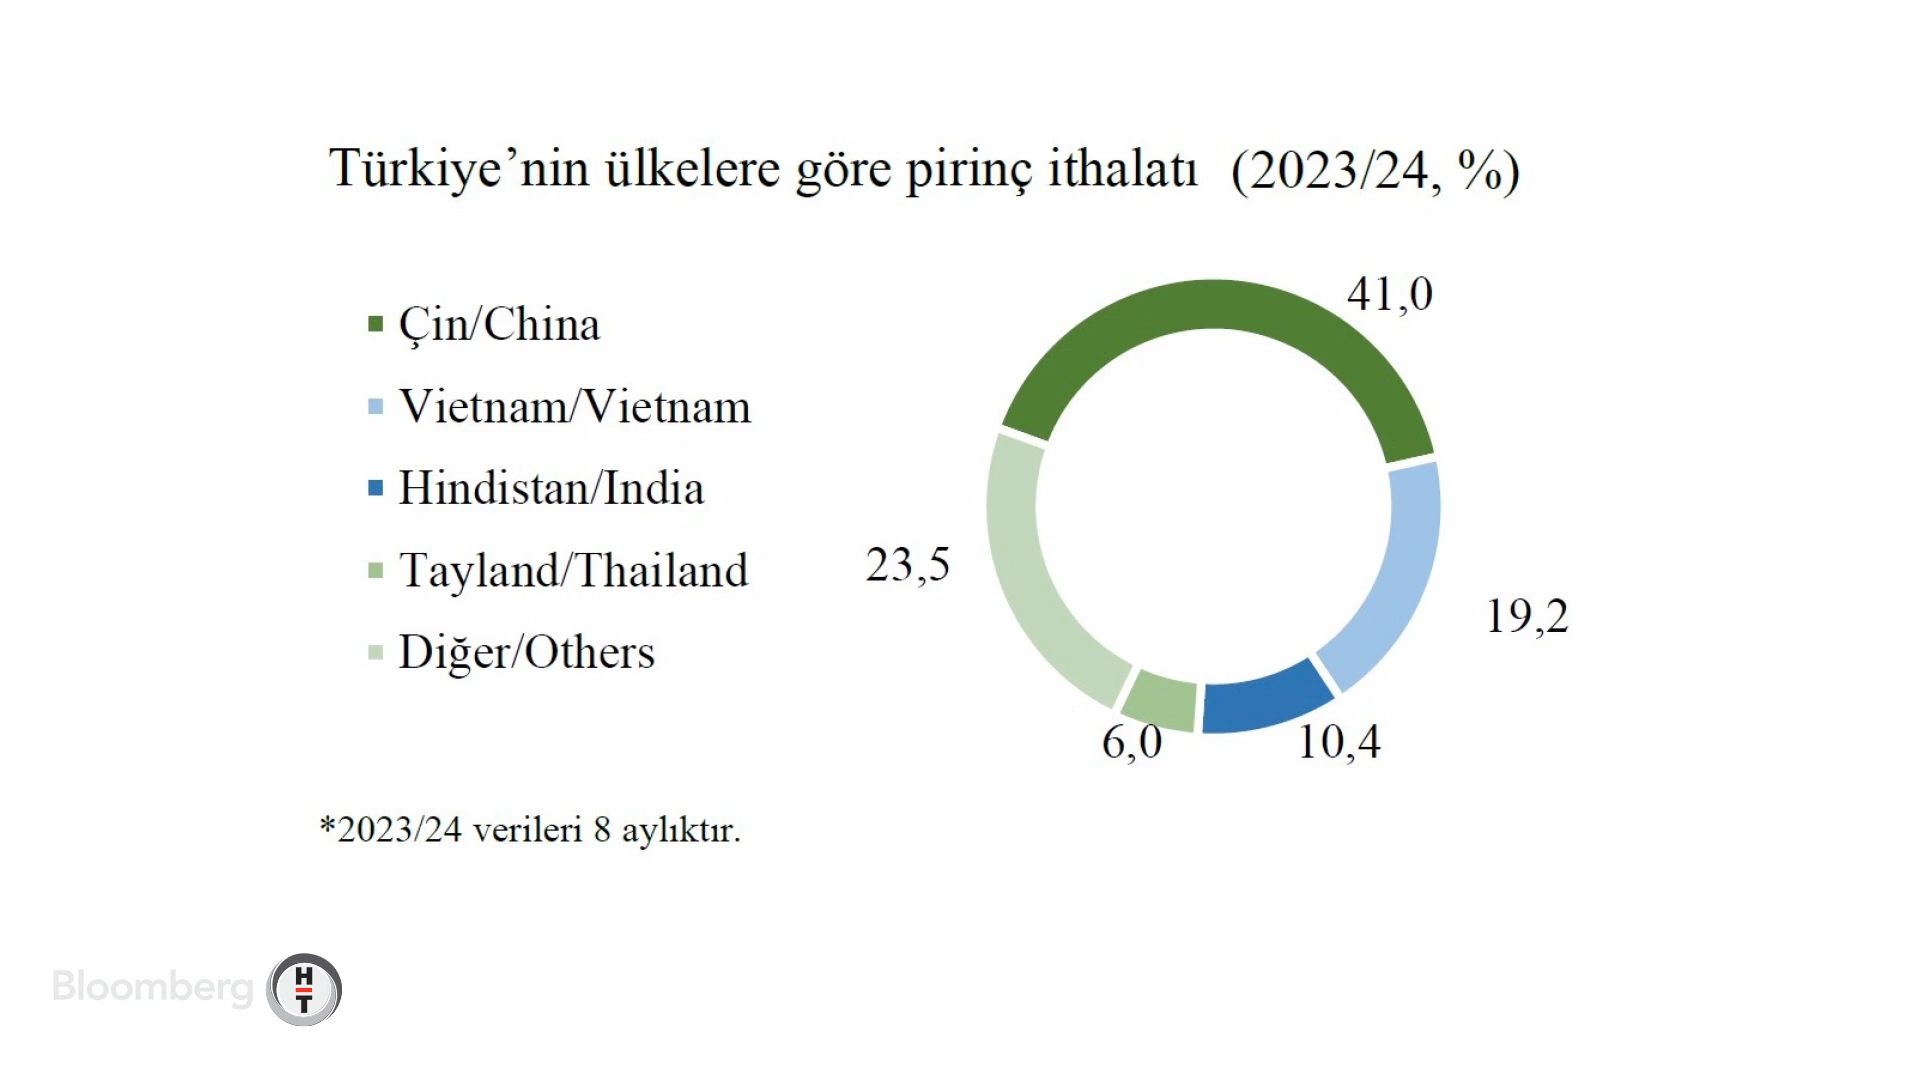 Türkiye’nin ülkelere göre pirinç ithalatı (2023/24, %)
Çin/China
Vietnam/Vietnam
Hindistan/India
Tayland/Thailand
Diğer/Others
41,0
19,2
10,4
6,0
23,5
*2023/24 verileri 8 aylıktır.
Bloomberg HT